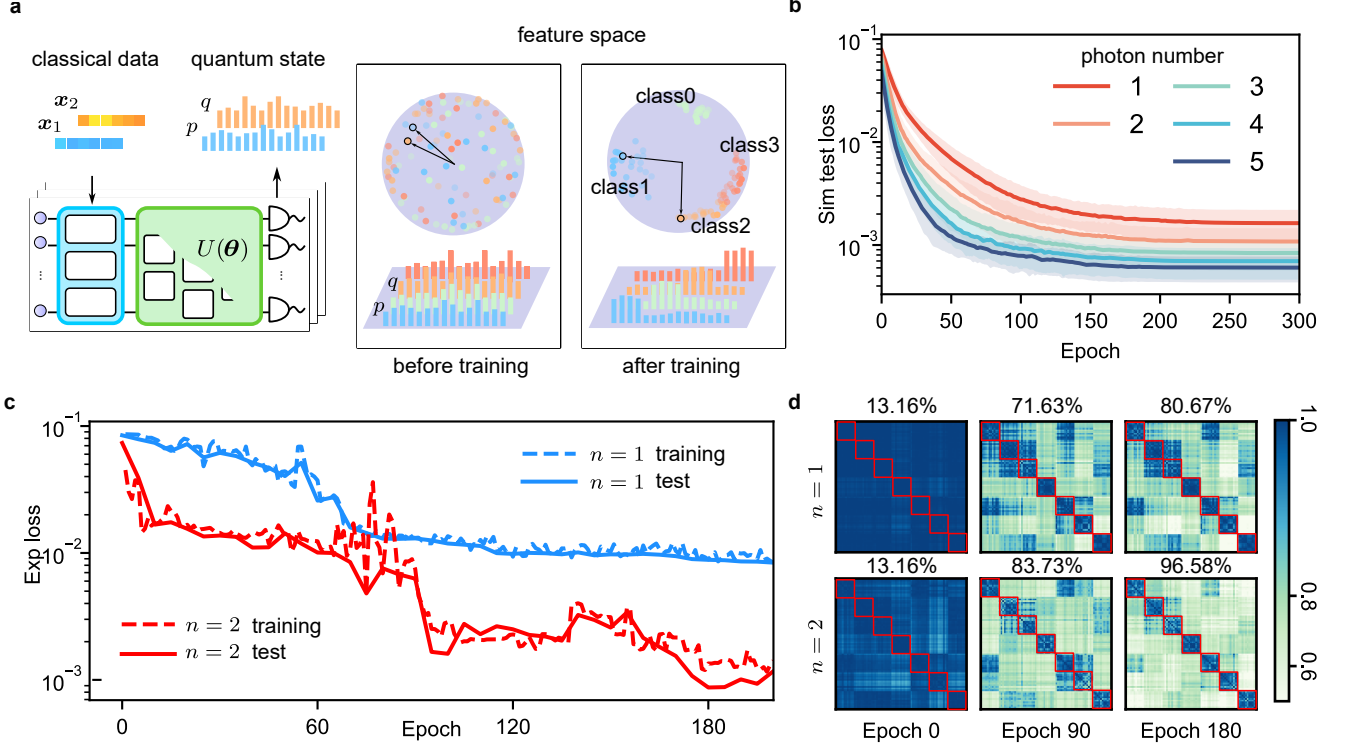 a
classical data
quantum state
feature space
x2
x1
q
p
U(θ)
class0
class3
class1
class2
q
p
before training
after training
b
10⁻¹
10⁻²
10⁻³
Sim test loss
photon number
1
2
3
4
5
0
50
100
150
200
250
300
Epoch
c
10⁻¹
10⁻²
10⁻³
Exp loss
n = 1 training
n = 1 test
n = 2 training
n = 2 test
0
60
120
180
Epoch
d
13.16%
71.63%
80.67%
n = 1
13.16%
83.73%
96.58%
n = 2
Epoch 0
Epoch 90
Epoch 180
1.0
0.8
0.6